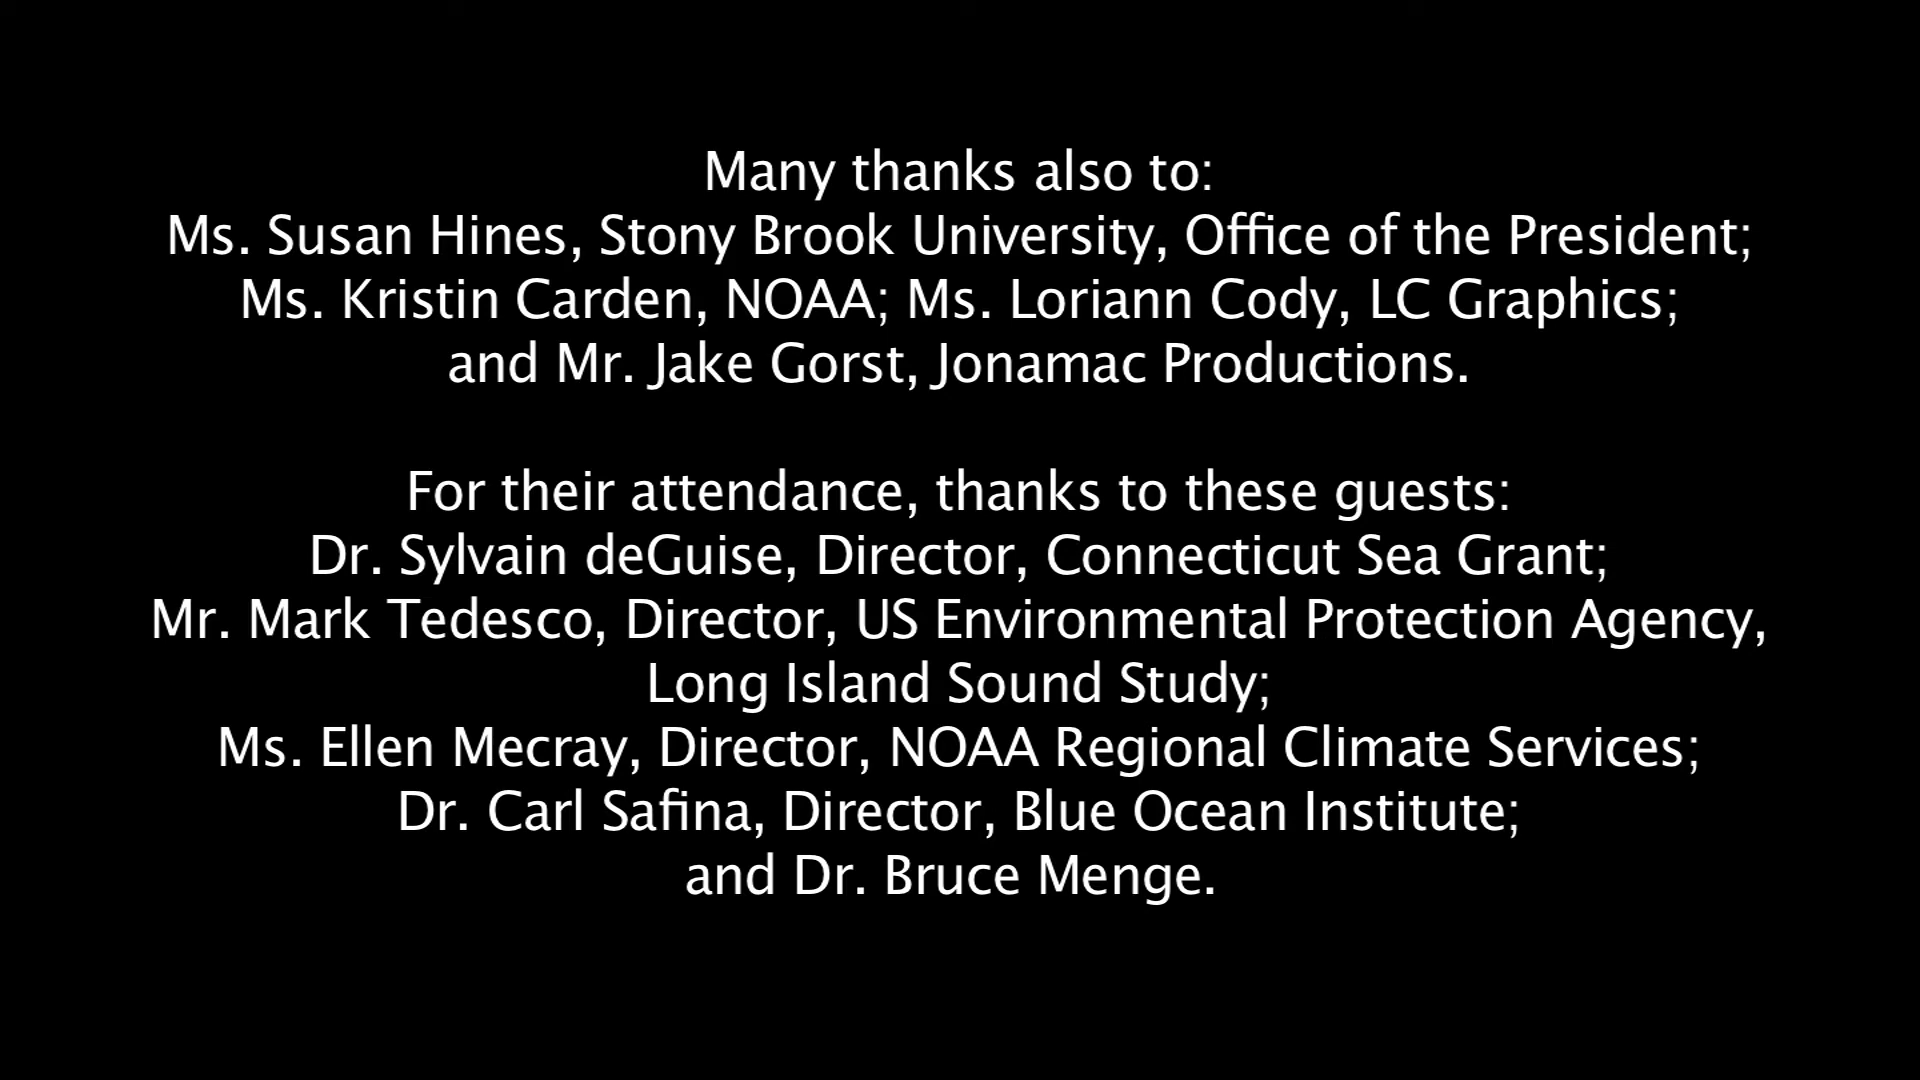 Many thanks also to:
Ms. Susan Hines, Stony Brook University, Office of the President;
Ms. Kristin Carden, NOAA; Ms. Loriann Cody, LC Graphics;
and Mr. Jake Gorst, Jonamac Productions.
For their attendance, thanks to these guests:
Dr. Sylvain deGuise, Director, Connecticut Sea Grant;
Mr. Mark Tedesco, Director, US Environmental Protection Agency,
Long Island Sound Study;
Ms. Ellen Mecray, Director, NOAA Regional Climate Services;
Dr. Carl Safina, Director, Blue Ocean Institute;
and Dr. Bruce Menge.